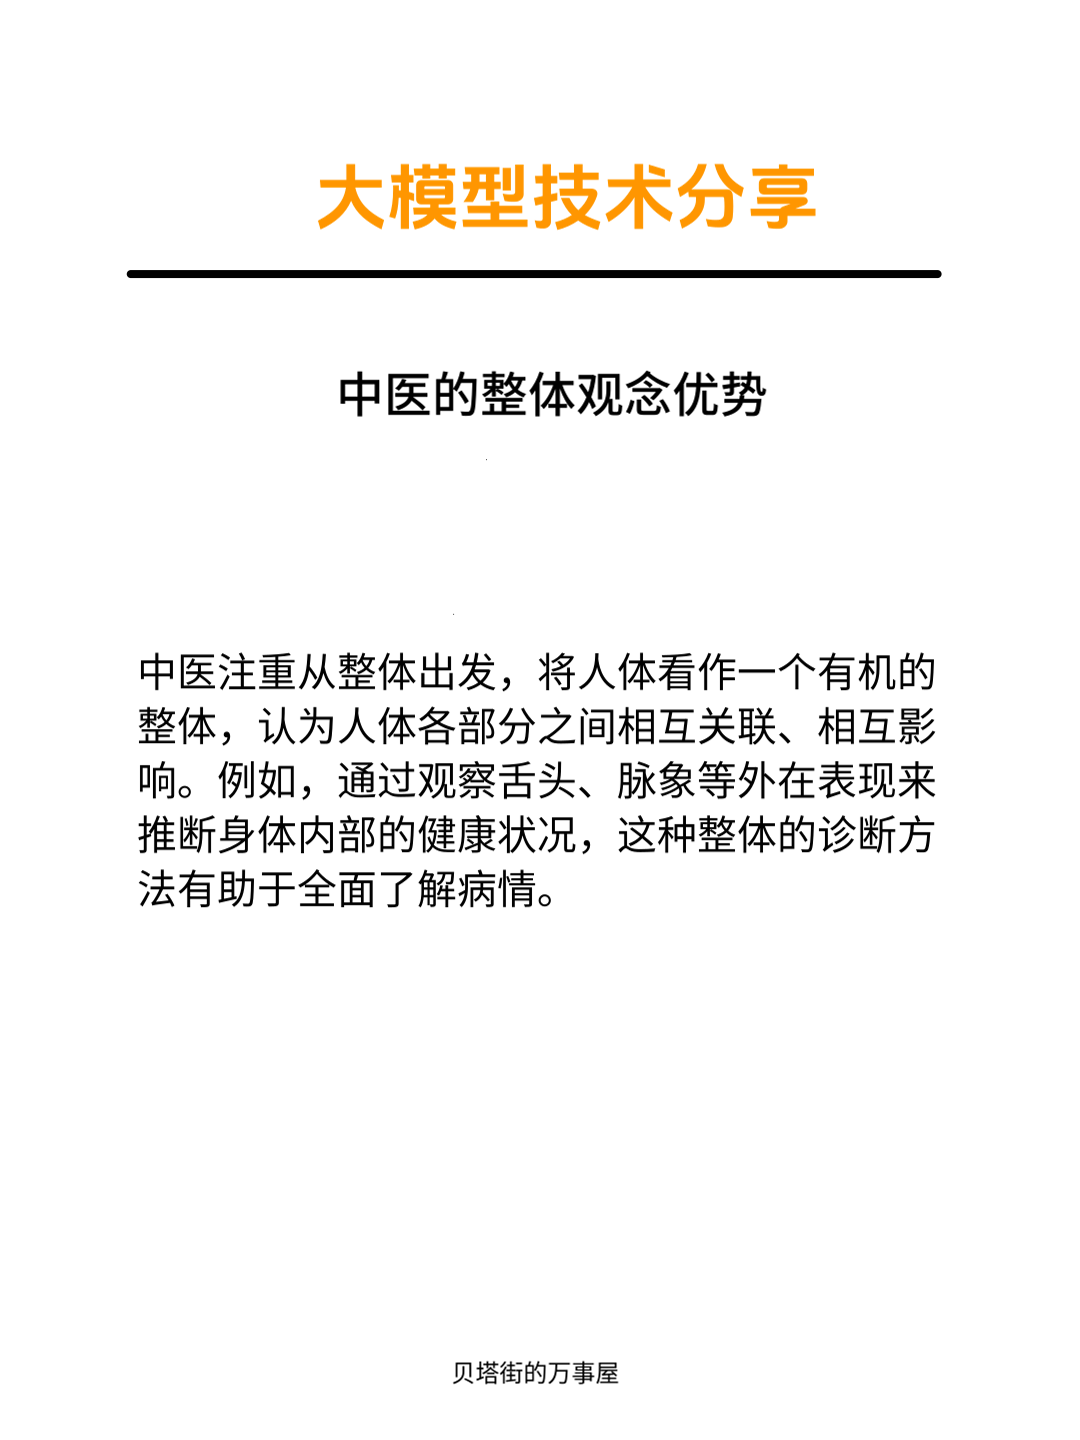 大模型技术分享
中医的整体观念优势
中医注重从整体出发，将人体看作一个有机的
整体，认为人体各部分之间相互关联、相互影
响。例如，通过观察舌头、脉象等外在表现来
推断身体内部的健康状况，这种整体的诊断方
法有助于全面了解病情。
贝塔街的万事屋